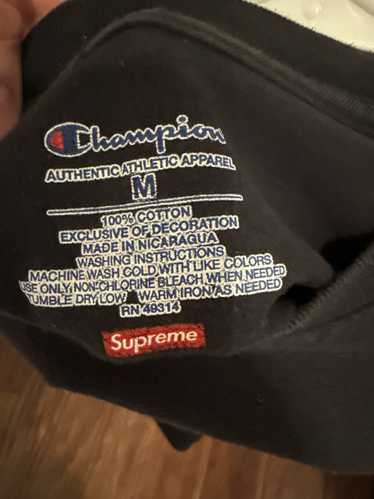 Champion
AUTHENTIC ATHLETIC APPAREL
M
100% COTTON
EXCLUSIVE OF DECORATION
MADE IN NICARAGUA
WASHING INSTRUCTIONS
MACHINE WASH COLD WITH LIKE COLORS
USE ONLY NON-CHLORINE BLEACH WHEN NEEDED
TUMBLE DRY LOW WARM IRON AS NEEDED
RN 49314
Supreme